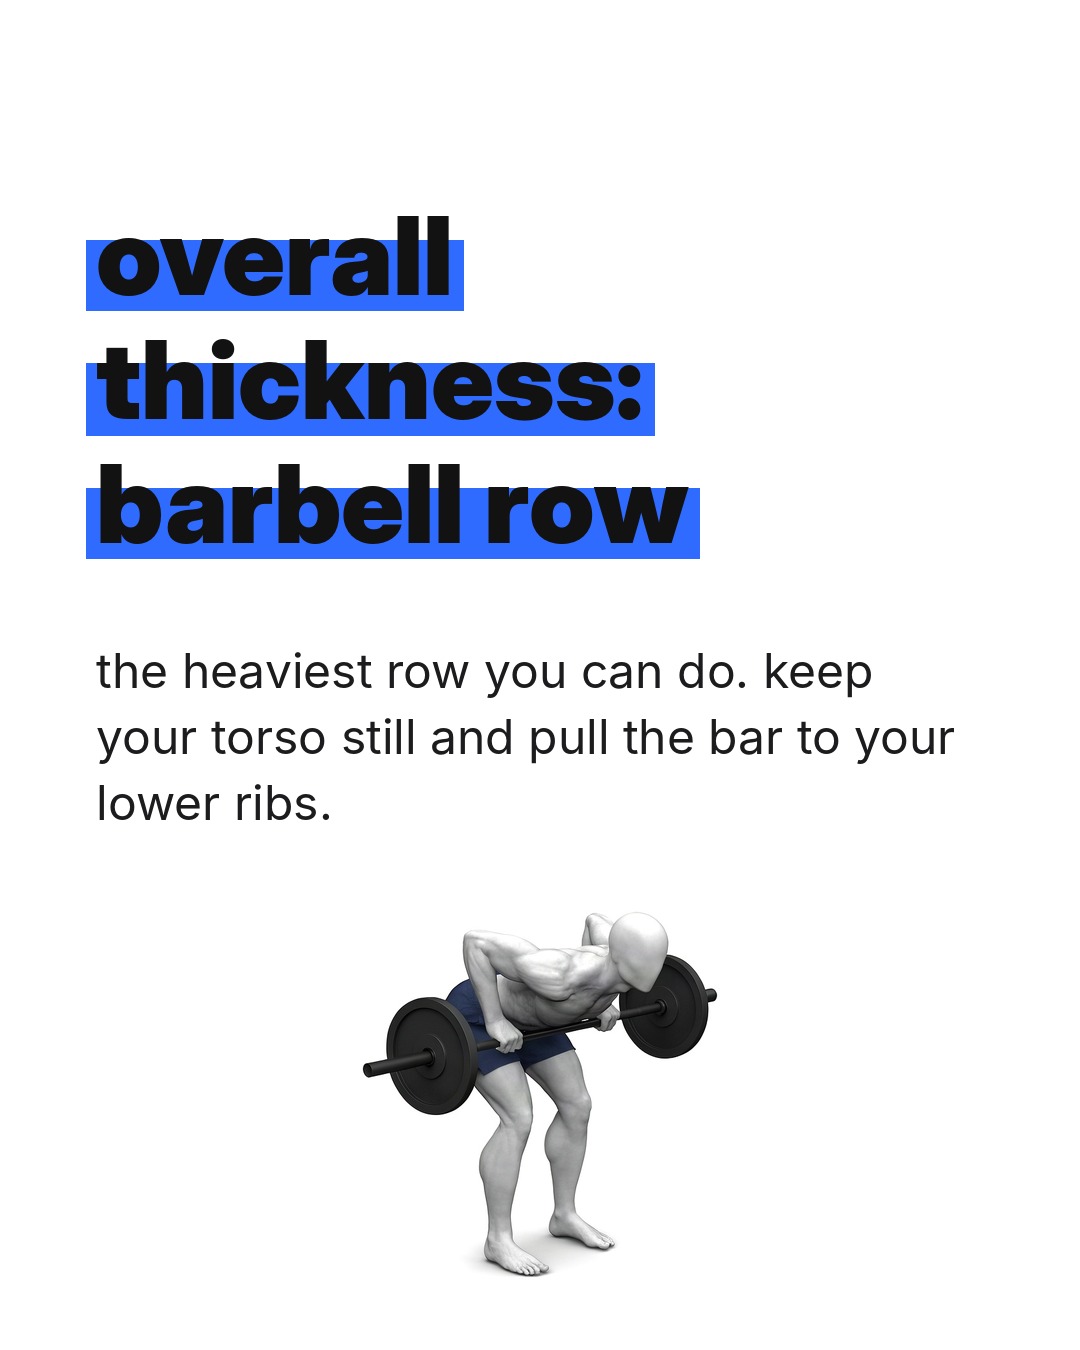 overall
thickness:
barbell row
the heaviest row you can do. keep
your torso still and pull the bar to your
lower ribs.